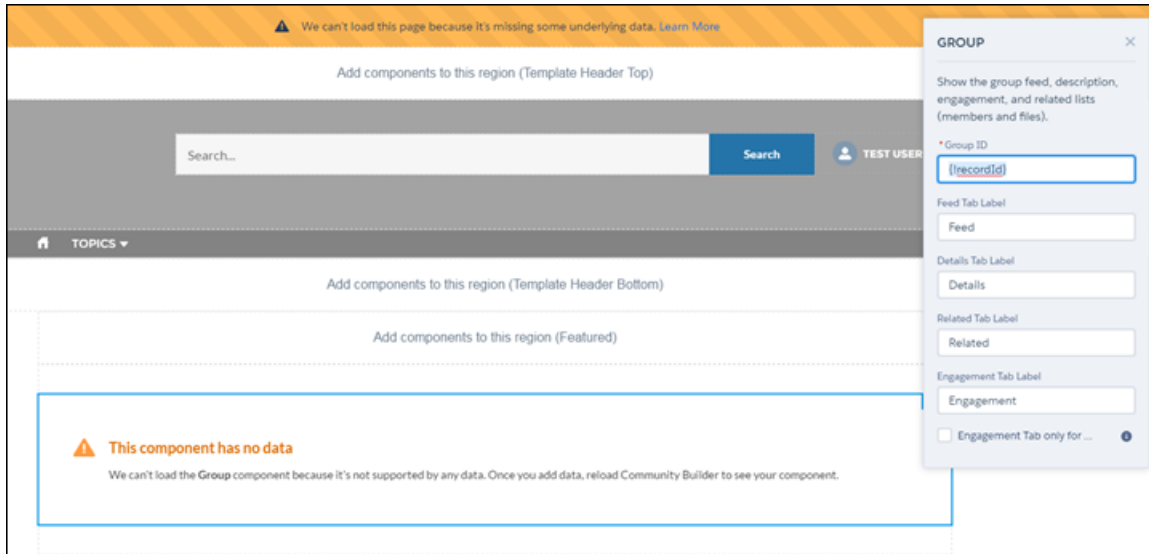 We can't load this page because it's missing some underlying data. Learn More
Add components to this region (Template Header Top)
Search...
Search
TEST USER
TOPICS
Add components to this region (Template Header Bottom)
Add components to this region (Featured)
This component has no data
We can't load the Group component because it's not supported by any data. Once you add data, reload Community Builder to see your component.
GROUP
Show the group feed, description,
engagement, and related lists
(members and files).
*Group ID
{!recordId}
Feed Tab Label
Feed
Details Tab Label
Details
Related Tab Label
Related
Engagement Tab Label
Engagement
Engagement Tab only for ...